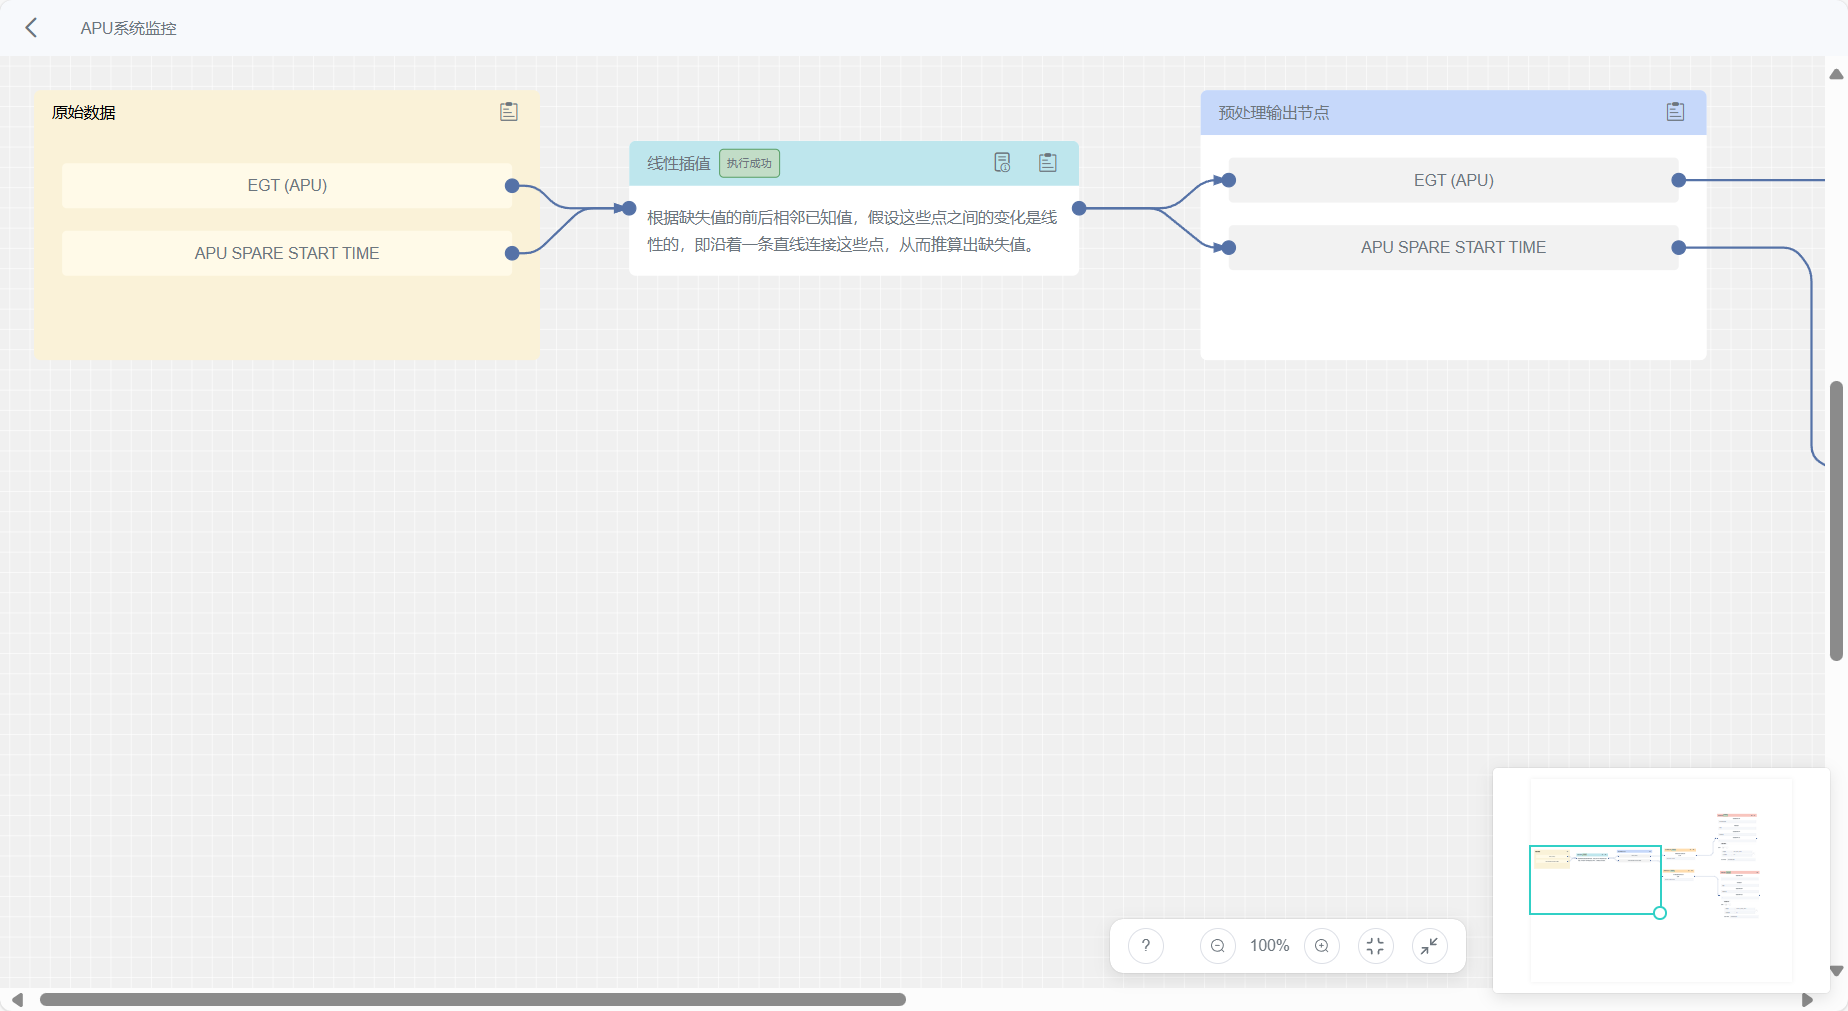 APU系统监控
原始数据
EGT (APU)
APU SPARE START TIME
线性插值
执行成功
根据缺失值的前后相邻已知值，假设这些点之间的变化是线
性的，即沿着一条直线连接这些点，从而推算出缺失值。
预处理输出节点
EGT (APU)
APU SPARE START TIME
?
100%